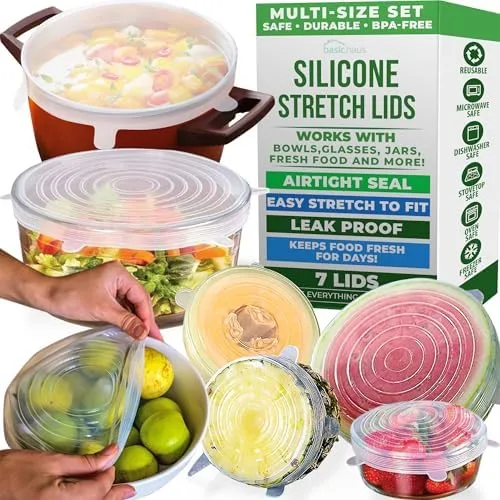 MULTI-SIZE SET
SAFE • DURABLE • BPA-FREE
basichaus
SILICONE
STRETCH LIDS
WORKS WITH
BOWLS,GLASSES, JARS,
FRESH FOOD AND MORE!
AIRTIGHT SEAL
EASY STRETCH TO FIT
LEAK PROOF
KEEPS FOOD FRESH
FOR DAYS!
7 LIDS
EVERYTHING
REUSABLE
MICROWAVE
SAFE
DISHWASHER
SAFE
STOVETOP
SAFE
OVEN
SAFE
FREEZER
SAFE